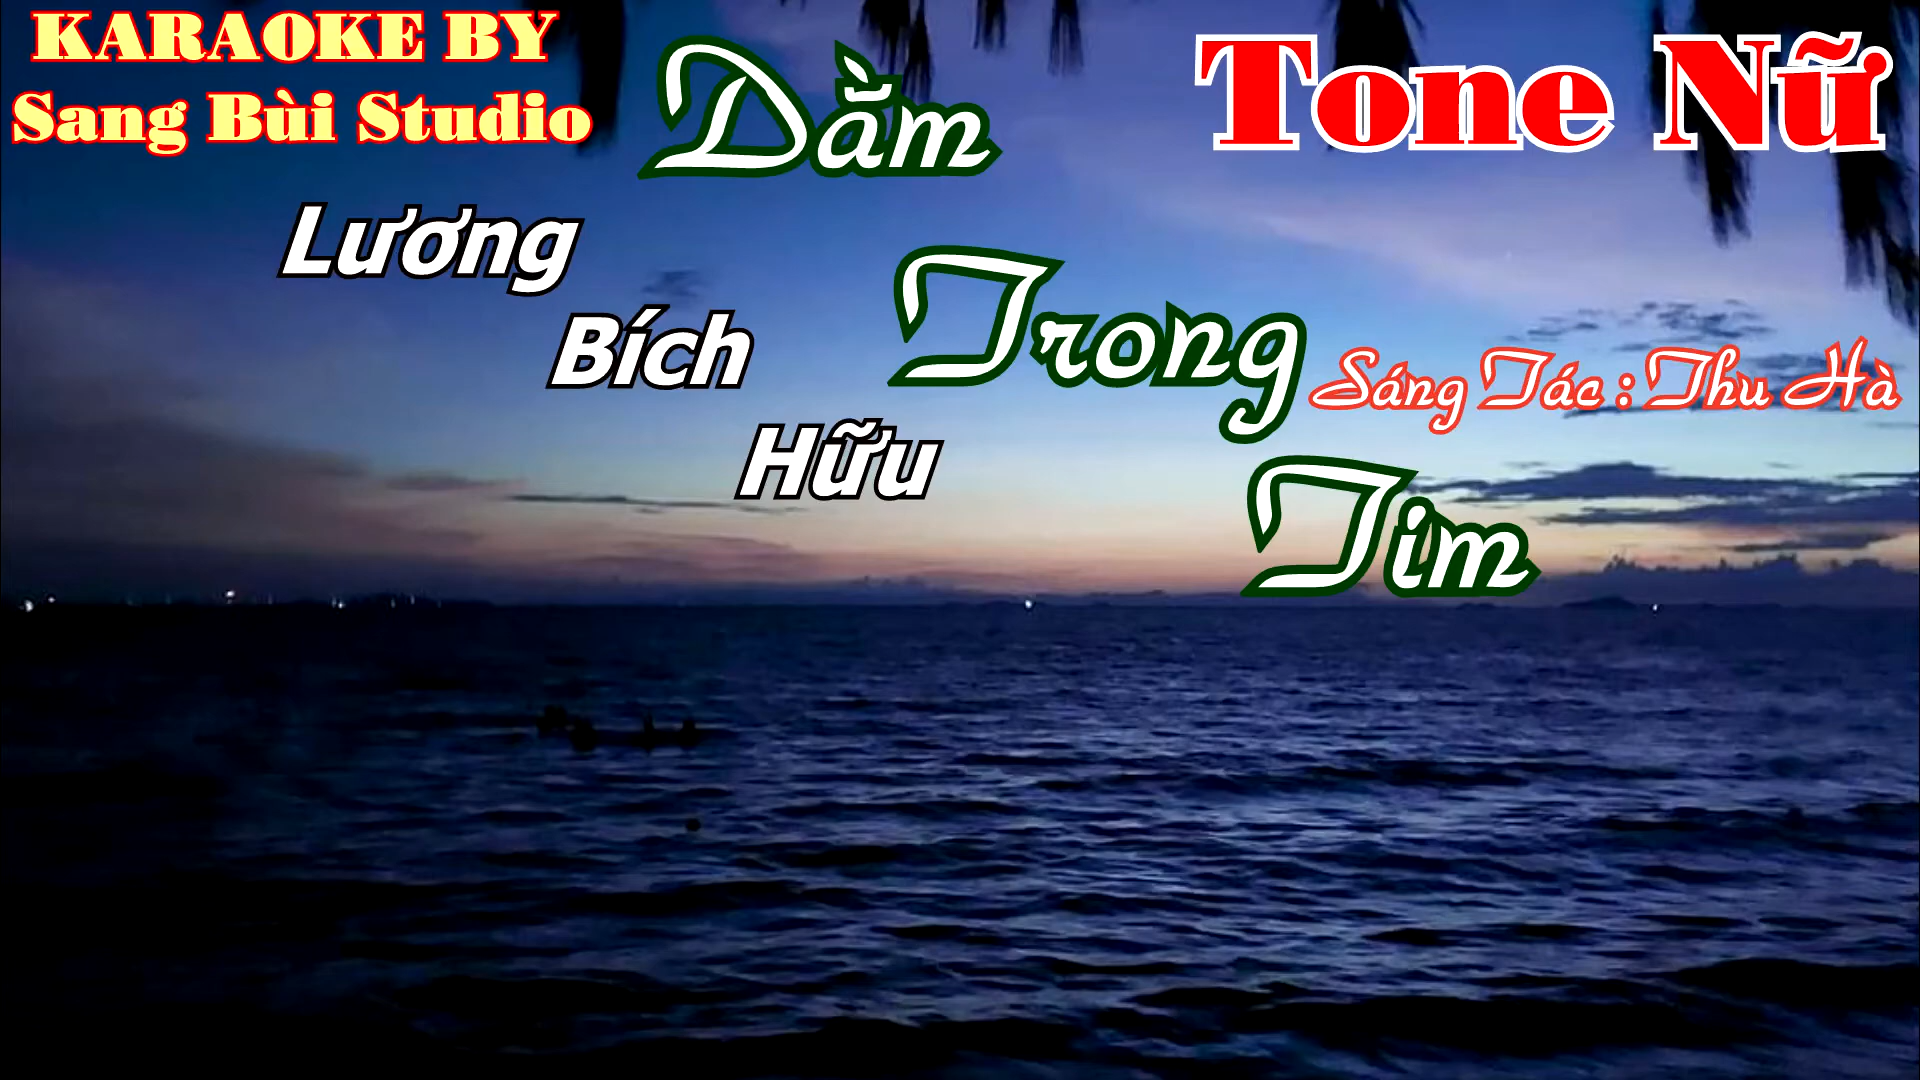 KARAOKE BY
Sang Bùi Studio
Dằm
Trong
Tim
Tone Nữ
Lương
Bích
Hữu
Sáng Tác : Thu Hà